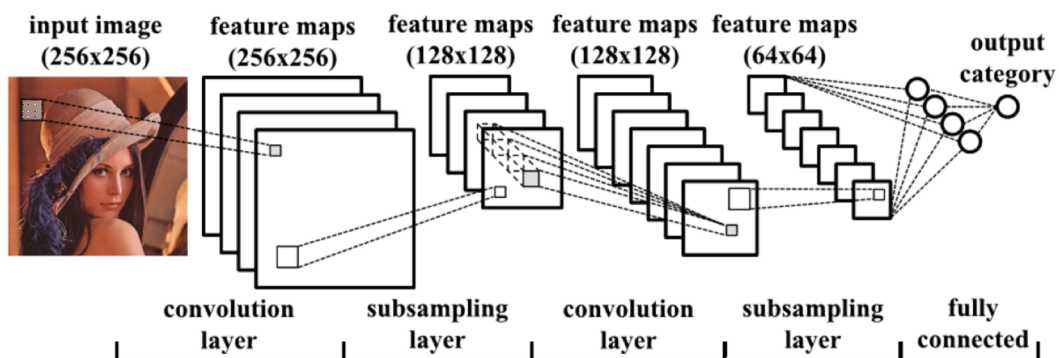 input image
(256x256)
feature maps
(256x256)
feature maps
(128x128)
feature maps
(128x128)
feature maps
(64x64)
output
category
convolution
layer
subsampling
layer
convolution
layer
subsampling
layer
fully
connected